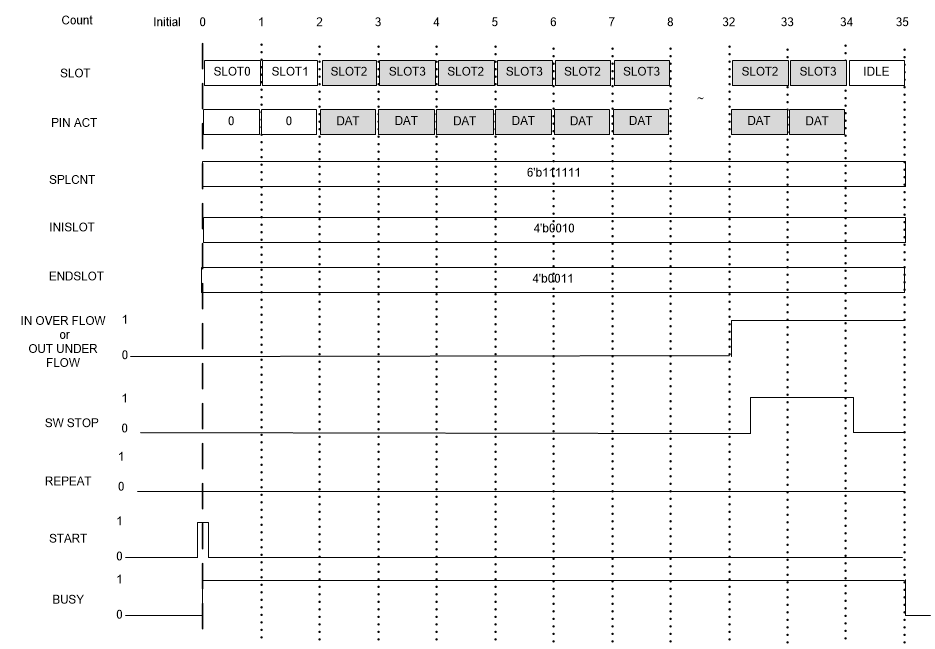 Count Initial 0 1 2 3 4 5 6 7 8 32 33 34 35
SLOT SLOT0 SLOT1 SLOT2 SLOT3 SLOT2 SLOT3 SLOT2 SLOT3 SLOT2 SLOT3 IDLE
~
PIN ACT 0 0 DAT DAT DAT DAT DAT DAT DAT DAT
SPLCNT 6'b111111
INISLOT 4'b0010
ENDSLOT 4'b0011
IN OVER FLOW 1
or
OUT UNDER 0
FLOW
1
SW STOP 0
1
REPEAT 0
1
START
0
1
BUSY
0